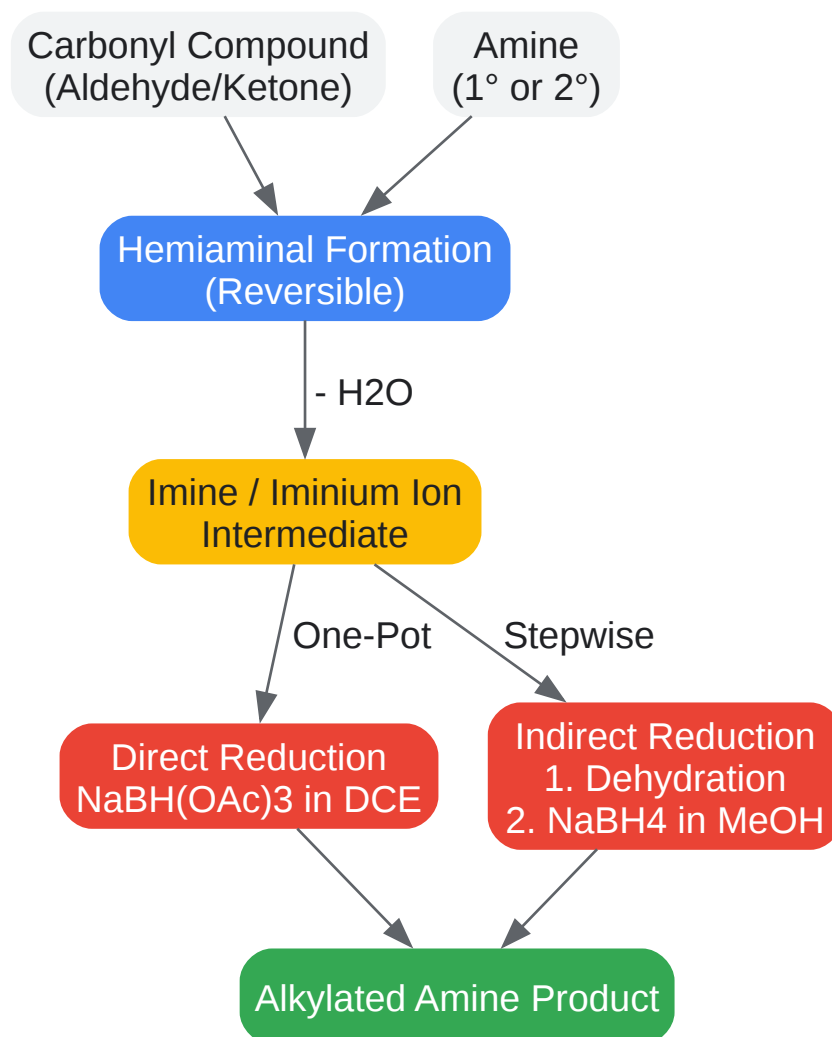 Carbonyl Compound
(Aldehyde/Ketone)
Amine
(1° or 2°)
Hemiaminal Formation
(Reversible)
- H2O
Imine / Iminium Ion
Intermediate
One-Pot
Stepwise
Direct Reduction
NaBH(OAc)3 in DCE
Indirect Reduction
1. Dehydration
2. NaBH4 in MeOH
Alkylated Amine Product